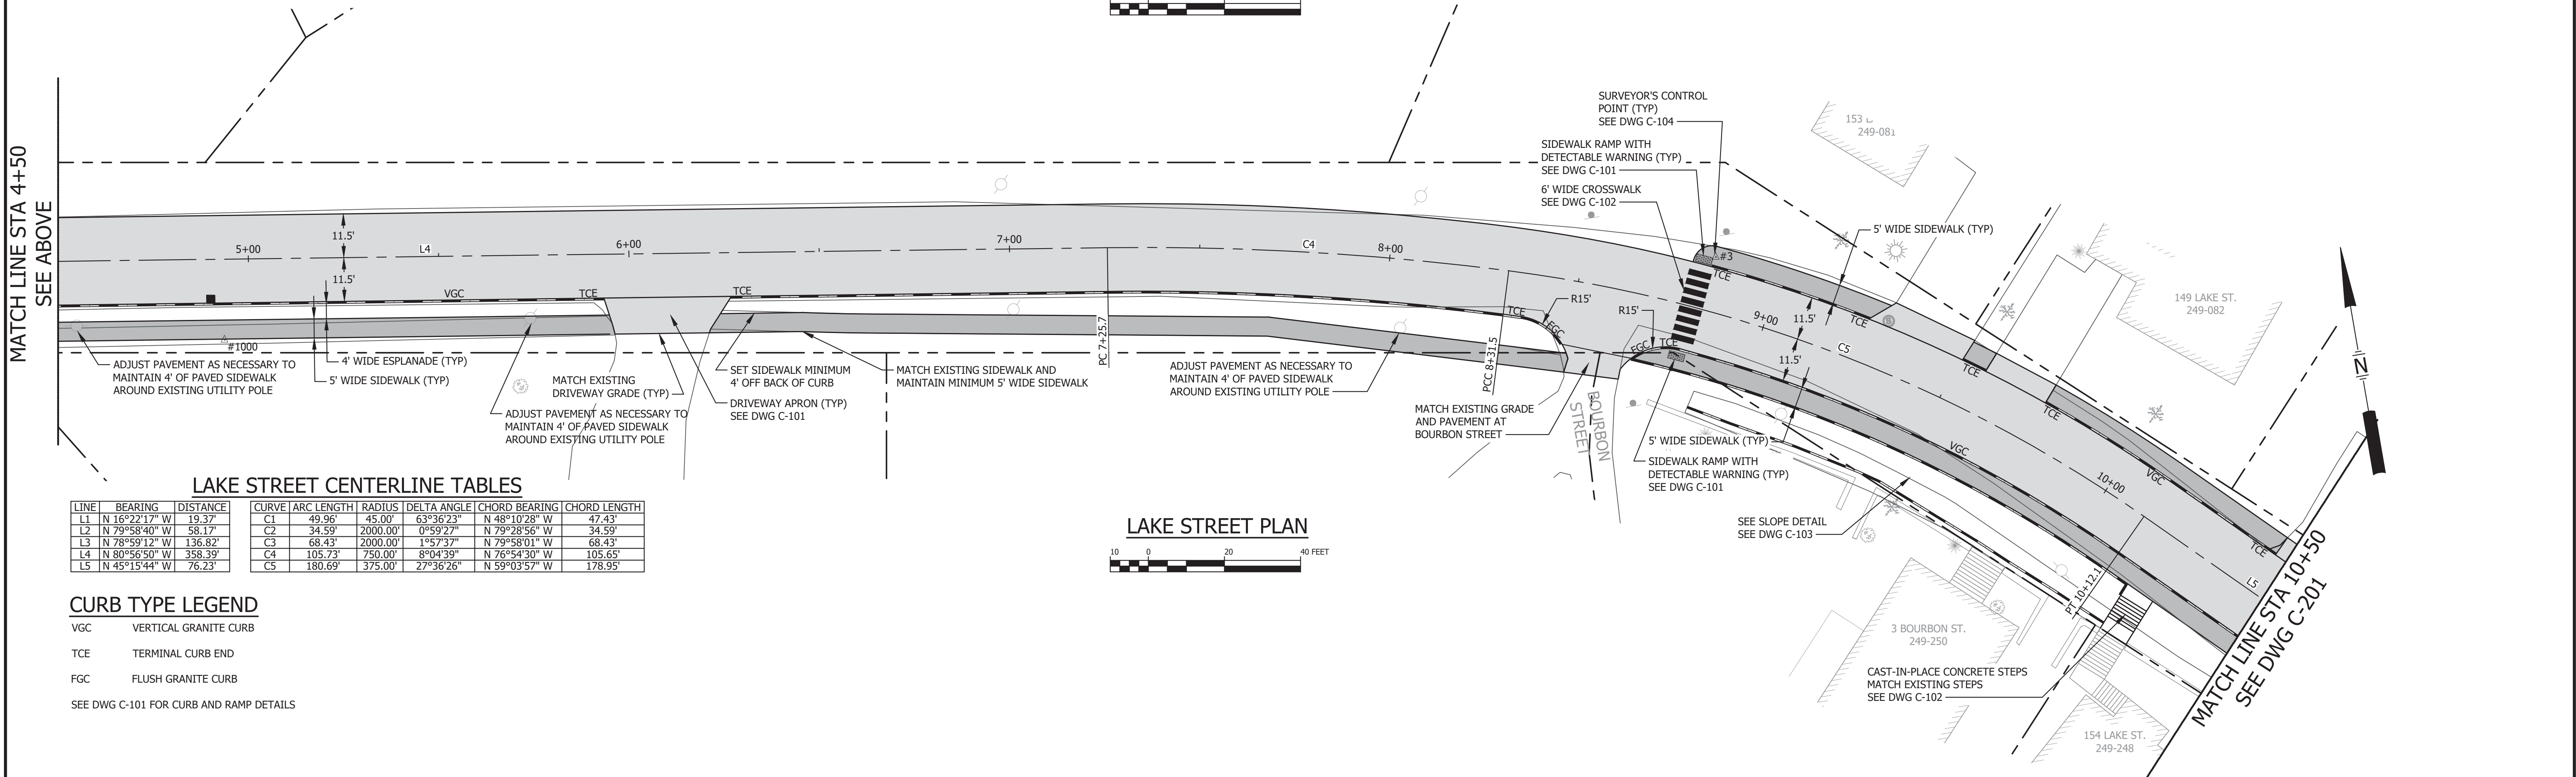 MATCH LINE STA 4+50
SEE ABOVE
5+00
11.5'
11.5'
L4
6+00
7+00
C4
8+00
VGC
TCE
TCE
#1000
ADJUST PAVEMENT AS NECESSARY TO
MAINTAIN 4' OF PAVED SIDEWALK
AROUND EXISTING UTILITY POLE
4' WIDE ESPLANADE (TYP)
5' WIDE SIDEWALK (TYP)
MATCH EXISTING
DRIVEWAY GRADE (TYP)
ADJUST PAVEMENT AS NECESSARY TO
MAINTAIN 4' OF PAVED SIDEWALK
AROUND EXISTING UTILITY POLE
SET SIDEWALK MINIMUM
4' OFF BACK OF CURB
DRIVEWAY APRON (TYP)
SEE DWG C-101
MATCH EXISTING SIDEWALK AND
MAINTAIN MINIMUM 5' WIDE SIDEWALK
PC 7+25.7
ADJUST PAVEMENT AS NECESSARY TO
MAINTAIN 4' OF PAVED SIDEWALK
AROUND EXISTING UTILITY POLE
PCC 8+31.5
TCE
FGC
R15'
MATCH EXISTING GRADE
AND PAVEMENT AT
BOURBON STREET
BOURBON
STREET
SURVEYOR'S CONTROL
POINT (TYP)
SEE DWG C-104
SIDEWALK RAMP WITH
DETECTABLE WARNING (TYP)
SEE DWG C-101
6' WIDE CROSSWALK
SEE DWG C-102
#3
TCE
R15'
FGC
TCE
9+00
11.5'
11.5'
C5
TCE
5' WIDE SIDEWALK (TYP)
153
249-081
149 LAKE ST.
249-082
TCE
TCE
5' WIDE SIDEWALK (TYP)
SIDEWALK RAMP WITH
DETECTABLE WARNING (TYP)
SEE DWG C-101
SEE SLOPE DETAIL
SEE DWG C-103
VGC
VGC
10+00
TCE
L5
PT 10+12.1
3 BOURBON ST.
249-250
CAST-IN-PLACE CONCRETE STEPS
MATCH EXISTING STEPS
SEE DWG C-102
154 LAKE ST.
249-248
MATCH LINE STA 10+50
SEE DWG C-201
N
LAKE STREET CENTERLINE TABLES
LINE BEARING DISTANCE
L1 N 16°22'17" W 19.37'
L2 N 79°58'40" W 58.17'
L3 N 78°59'12" W 136.82'
L4 N 80°56'50" W 358.39'
L5 N 45°15'44" W 76.23'
CURVE ARC LENGTH RADIUS DELTA ANGLE CHORD BEARING CHORD LENGTH
C1 49.96' 45.00' 63°36'23" N 48°10'28" W 47.43'
C2 34.59' 2000.00' 0°59'27" N 79°28'56" W 34.59'
C3 68.43' 2000.00' 1°57'37" N 79°58'01" W 68.43'
C4 105.73' 750.00' 8°04'39" N 76°54'30" W 105.65'
C5 180.69' 375.00' 27°36'26" N 59°03'57" W 178.95'
LAKE STREET PLAN
10 0 20 40 FEET
CURB TYPE LEGEND
VGC VERTICAL GRANITE CURB
TCE TERMINAL CURB END
FGC FLUSH GRANITE CURB
SEE DWG C-101 FOR CURB AND RAMP DETAILS